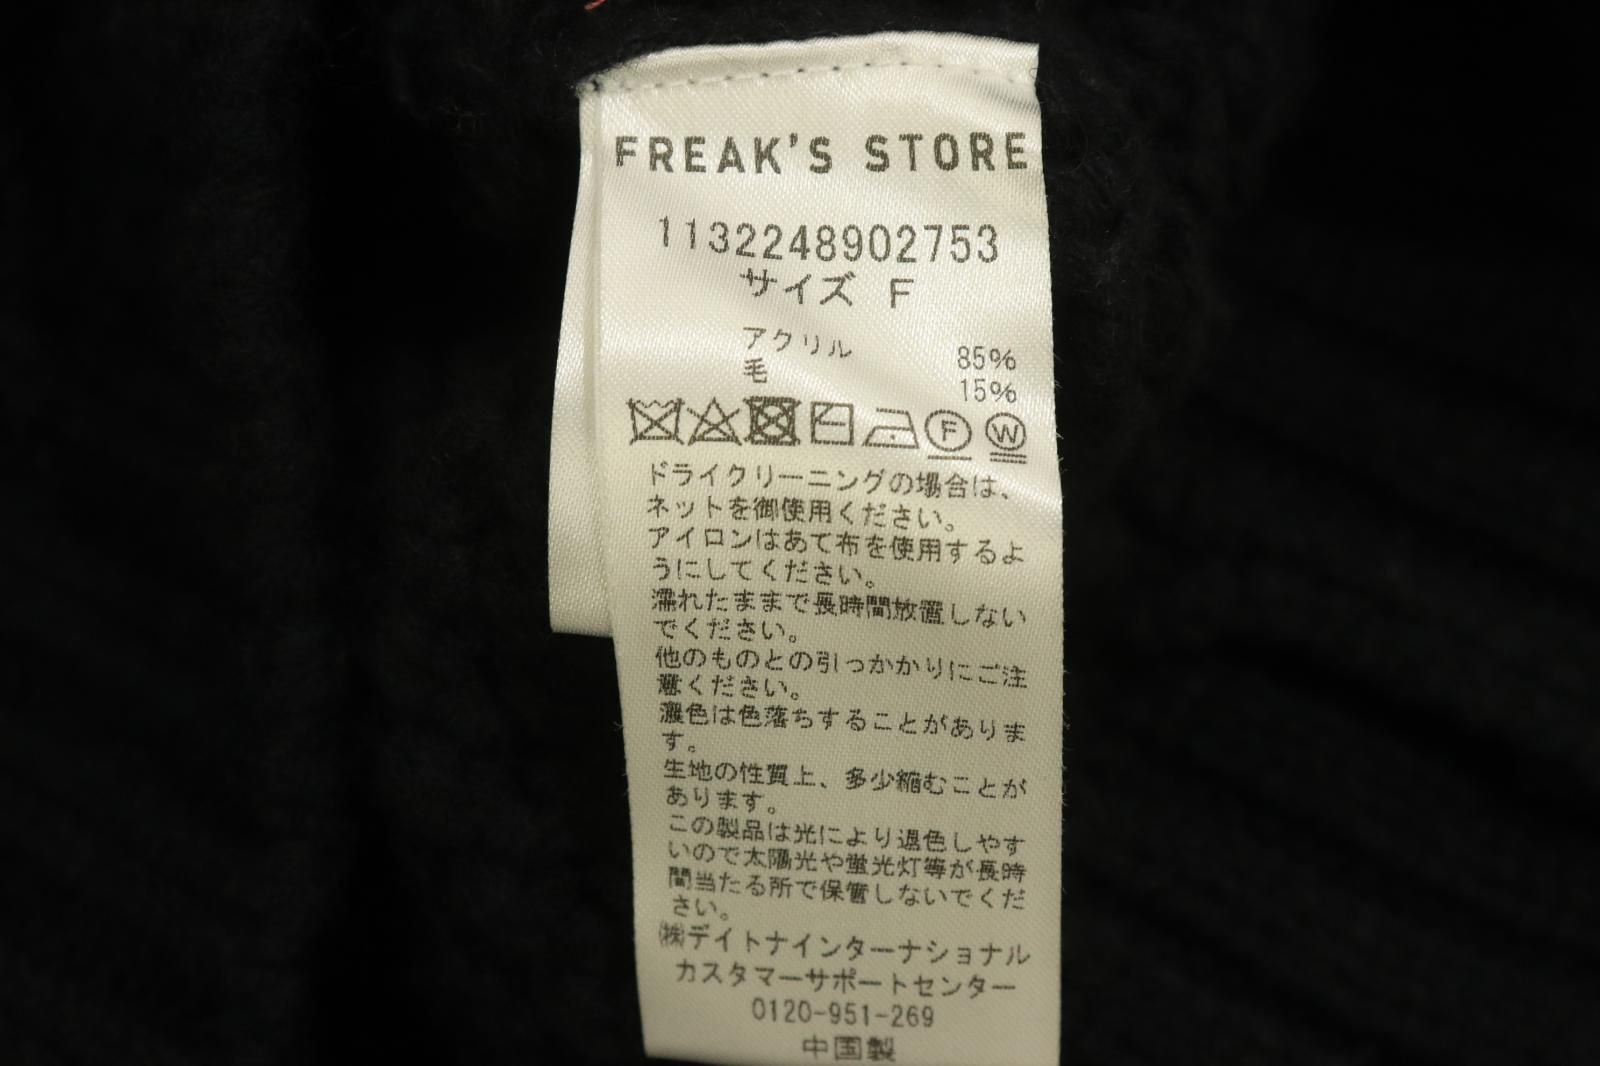 FREAK'S STORE
1132248902753
サイズ F
アクリル 85%
毛 15%
F W
ドライクリーニングの場合は、
ネットを御使用ください。
アイロンはあて布を使用するよ
うにしてください。
濡れたままで長時間放置しない
でください。
他のものとの引っかかりにご注
意ください。
濃色は色落ちすることがありま
す。
生地の性質上、多少縮むことが
あります。
この製品は光により退色しやす
いので太陽光や蛍光灯等が長時
間当たる所で保管しないでくだ
さい。
㈱デイトナインターナショナル
カスタマーサポートセンター
0120-951-269
中国製